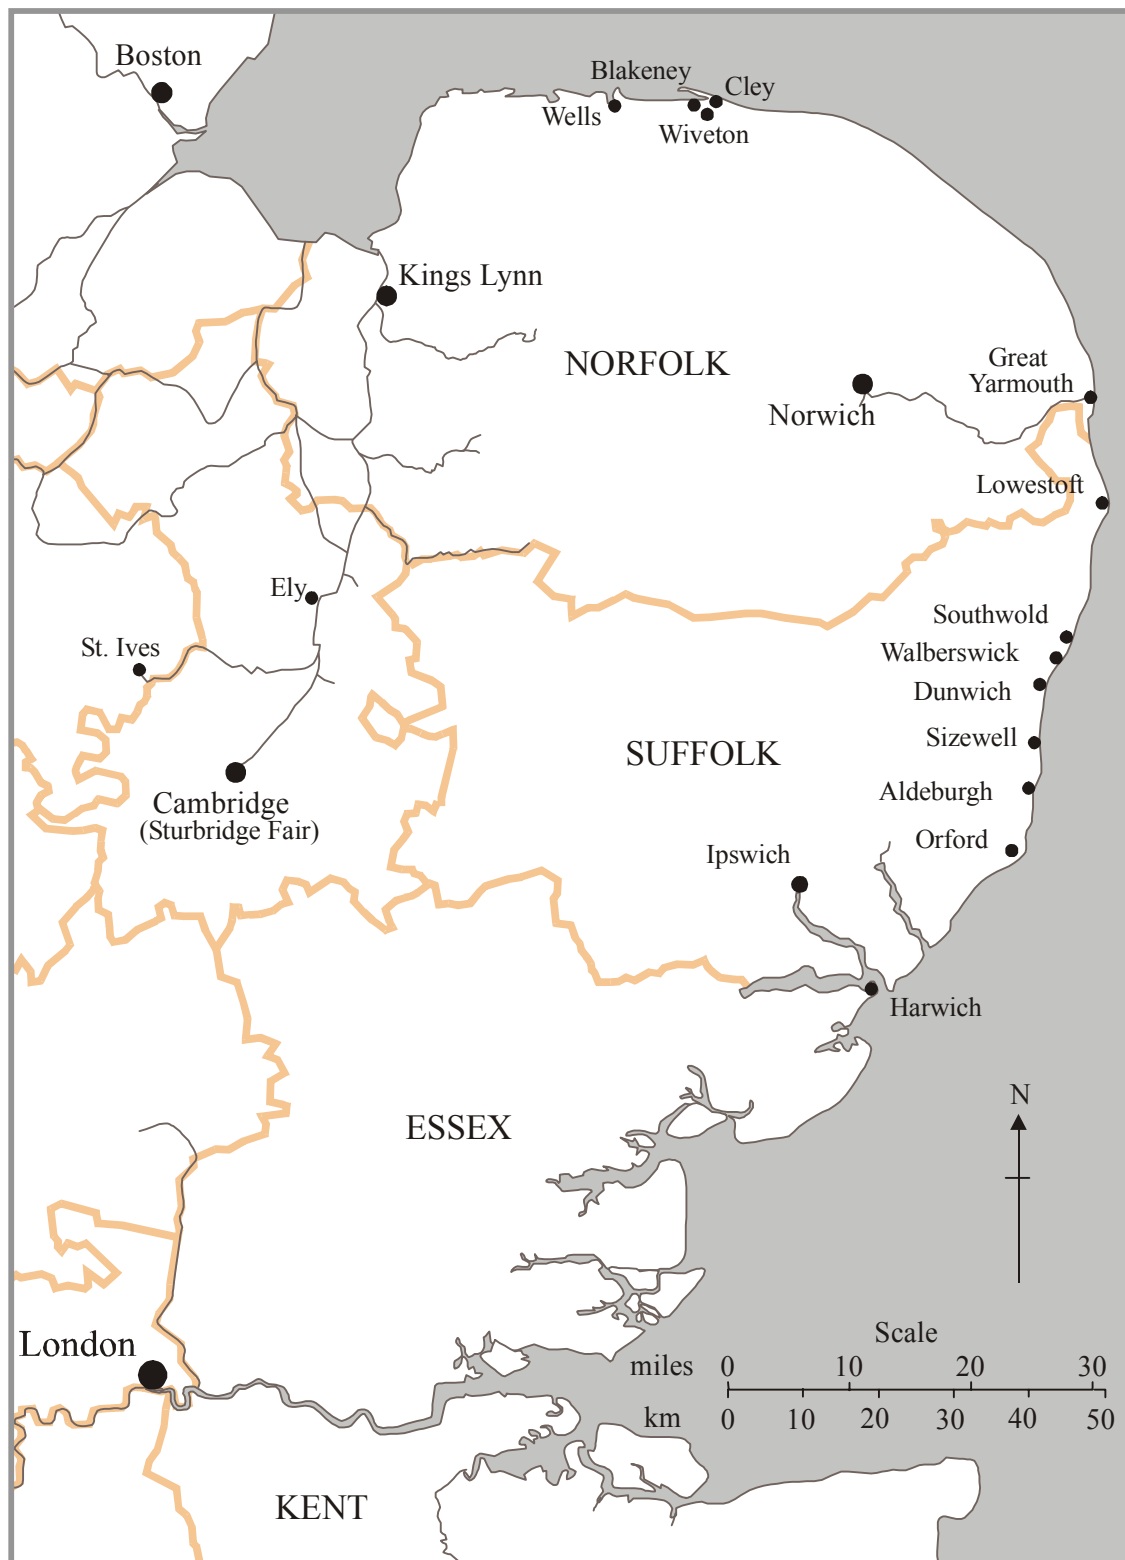 Boston
Blakeney
Cley
Wells
Wiveton
Kings Lynn
NORFOLK
Great
Yarmouth
Norwich
Lowestoft
Ely
Southwold
St. Ives
Walberswick
Dunwich
Sizewell
SUFFOLK
Aldeburgh
Cambridge
(Sturbridge Fair)
Orford
Ipswich
Harwich
N
ESSEX
Scale
London
miles 0 10 20 30
km 0 10 20 30 40 50
KENT